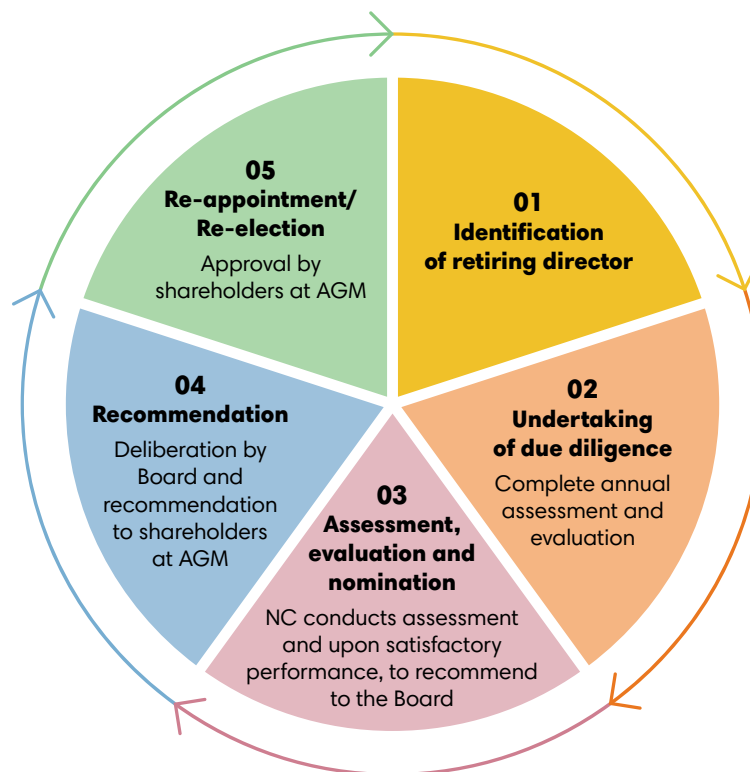 01
Identification
of retiring director
02
Undertaking
of due diligence
Complete annual
assessment and
evaluation
03
Assessment,
evaluation and
nomination
NC conducts assessment
and upon satisfactory
performance, to recommend
to the Board
04
Recommendation
Deliberation by
Board and
recommendation
to shareholders
at AGM
05
Re-appointment/
Re-election
Approval by
shareholders at AGM